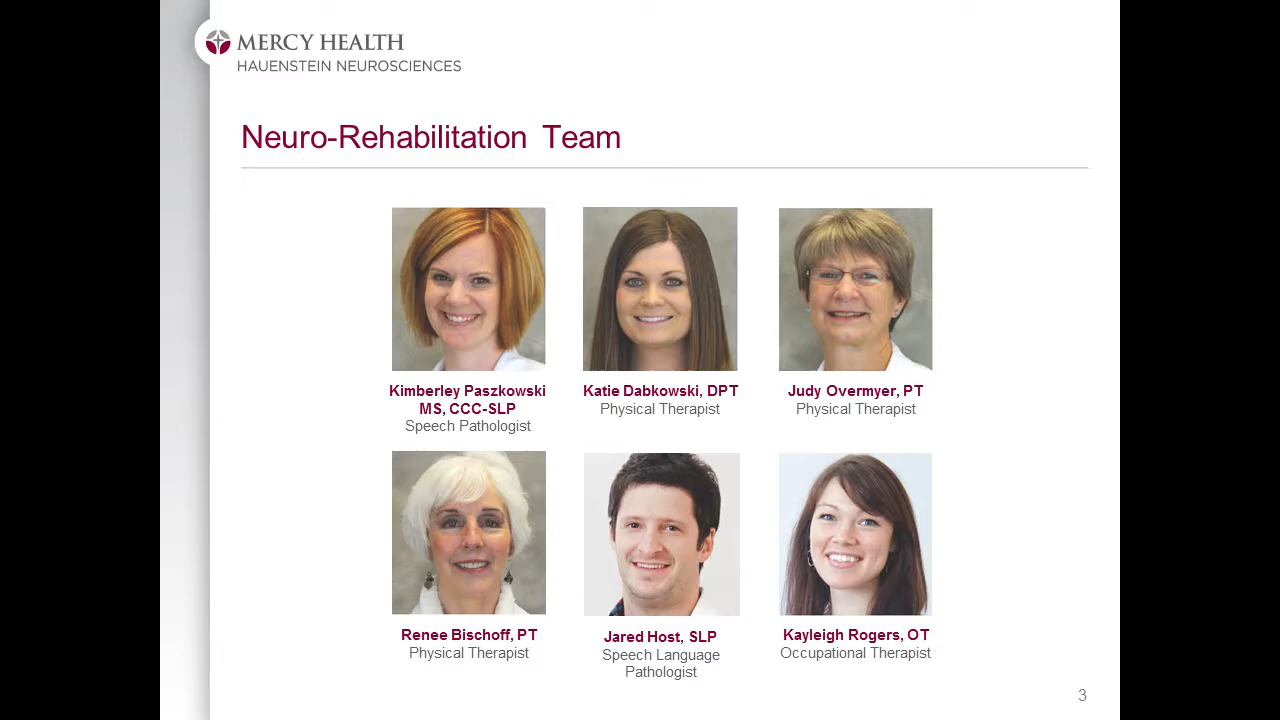 MERCY HEALTH
HAUENSTEIN NEUROSCIENCES
Neuro-Rehabilitation Team
Kimberley Paszkowski
MS, CCC-SLP
Speech Pathologist
Katie Dabkowski, DPT
Physical Therapist
Judy Overmyer, PT
Physical Therapist
Renee Bischoff, PT
Physical Therapist
Jared Host, SLP
Speech Language
Pathologist
Kayleigh Rogers, OT
Occupational Therapist
3